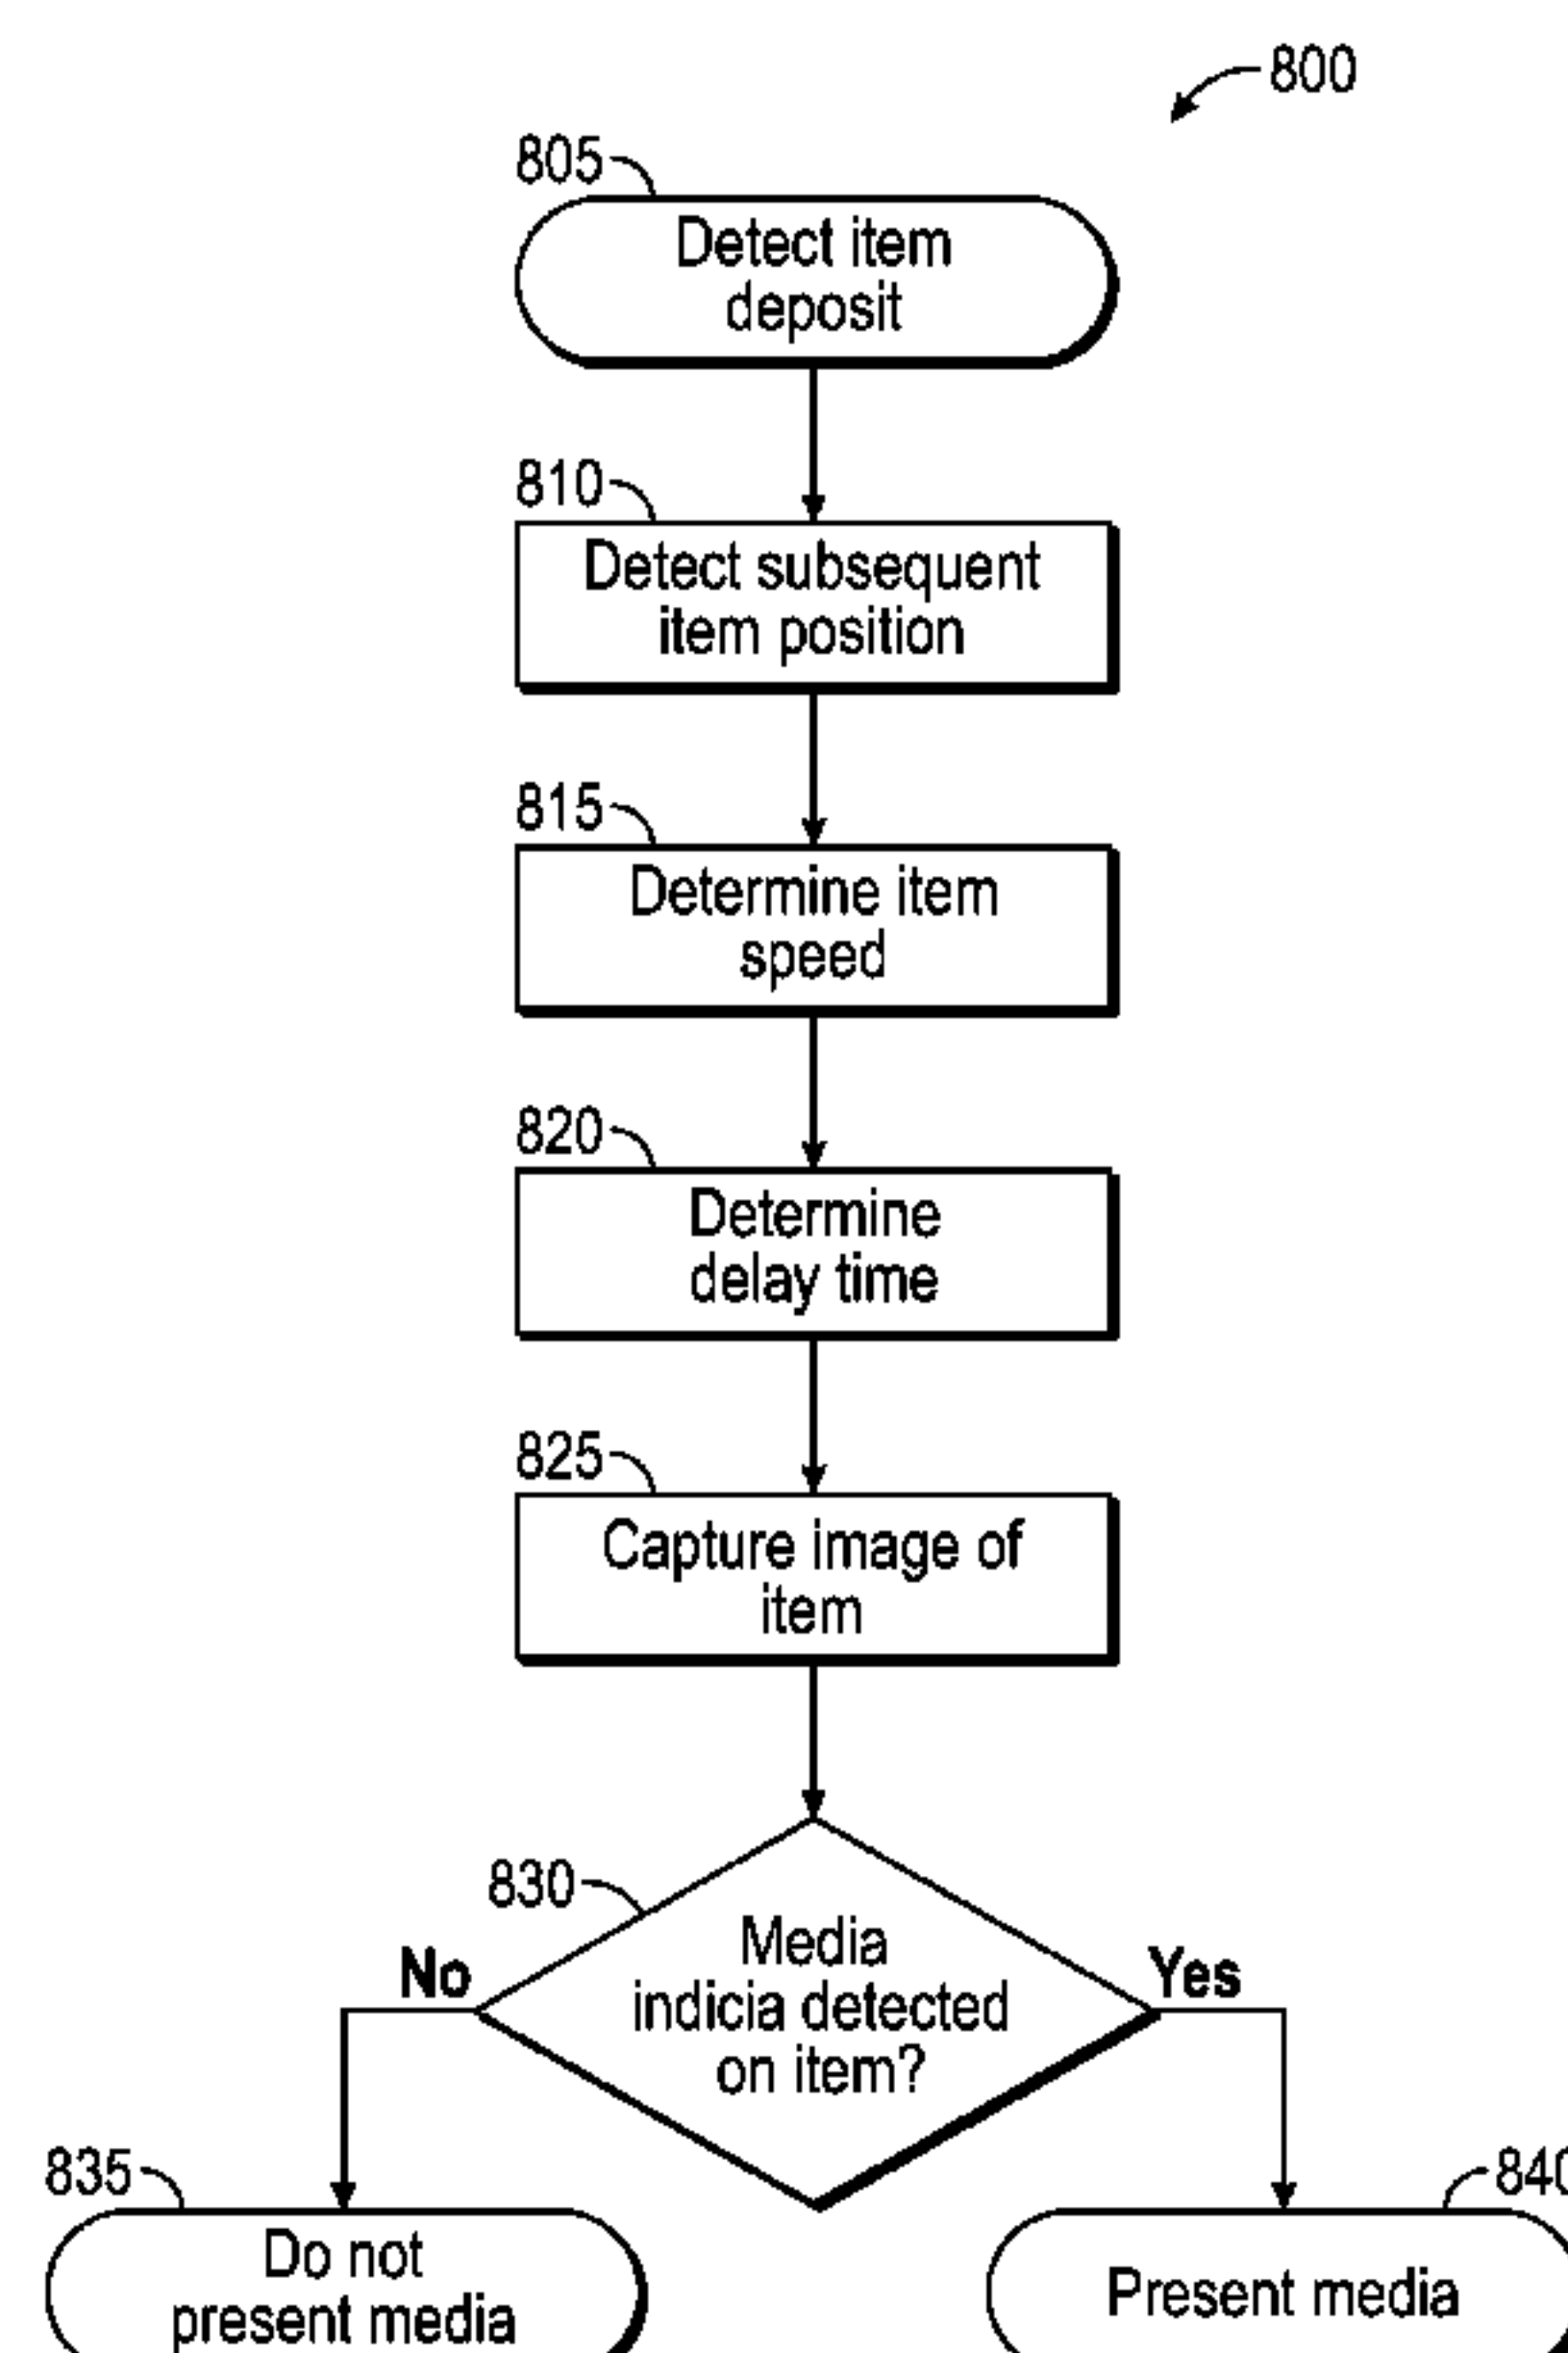 800
805
Detect item
deposit
810
Detect subsequent
item position
815
Determine item
speed
820
Determine
delay time
825
Capture image of
item
830
Media
indicia detected
on item?
No
Yes
835
Do not
present media
840
Present media